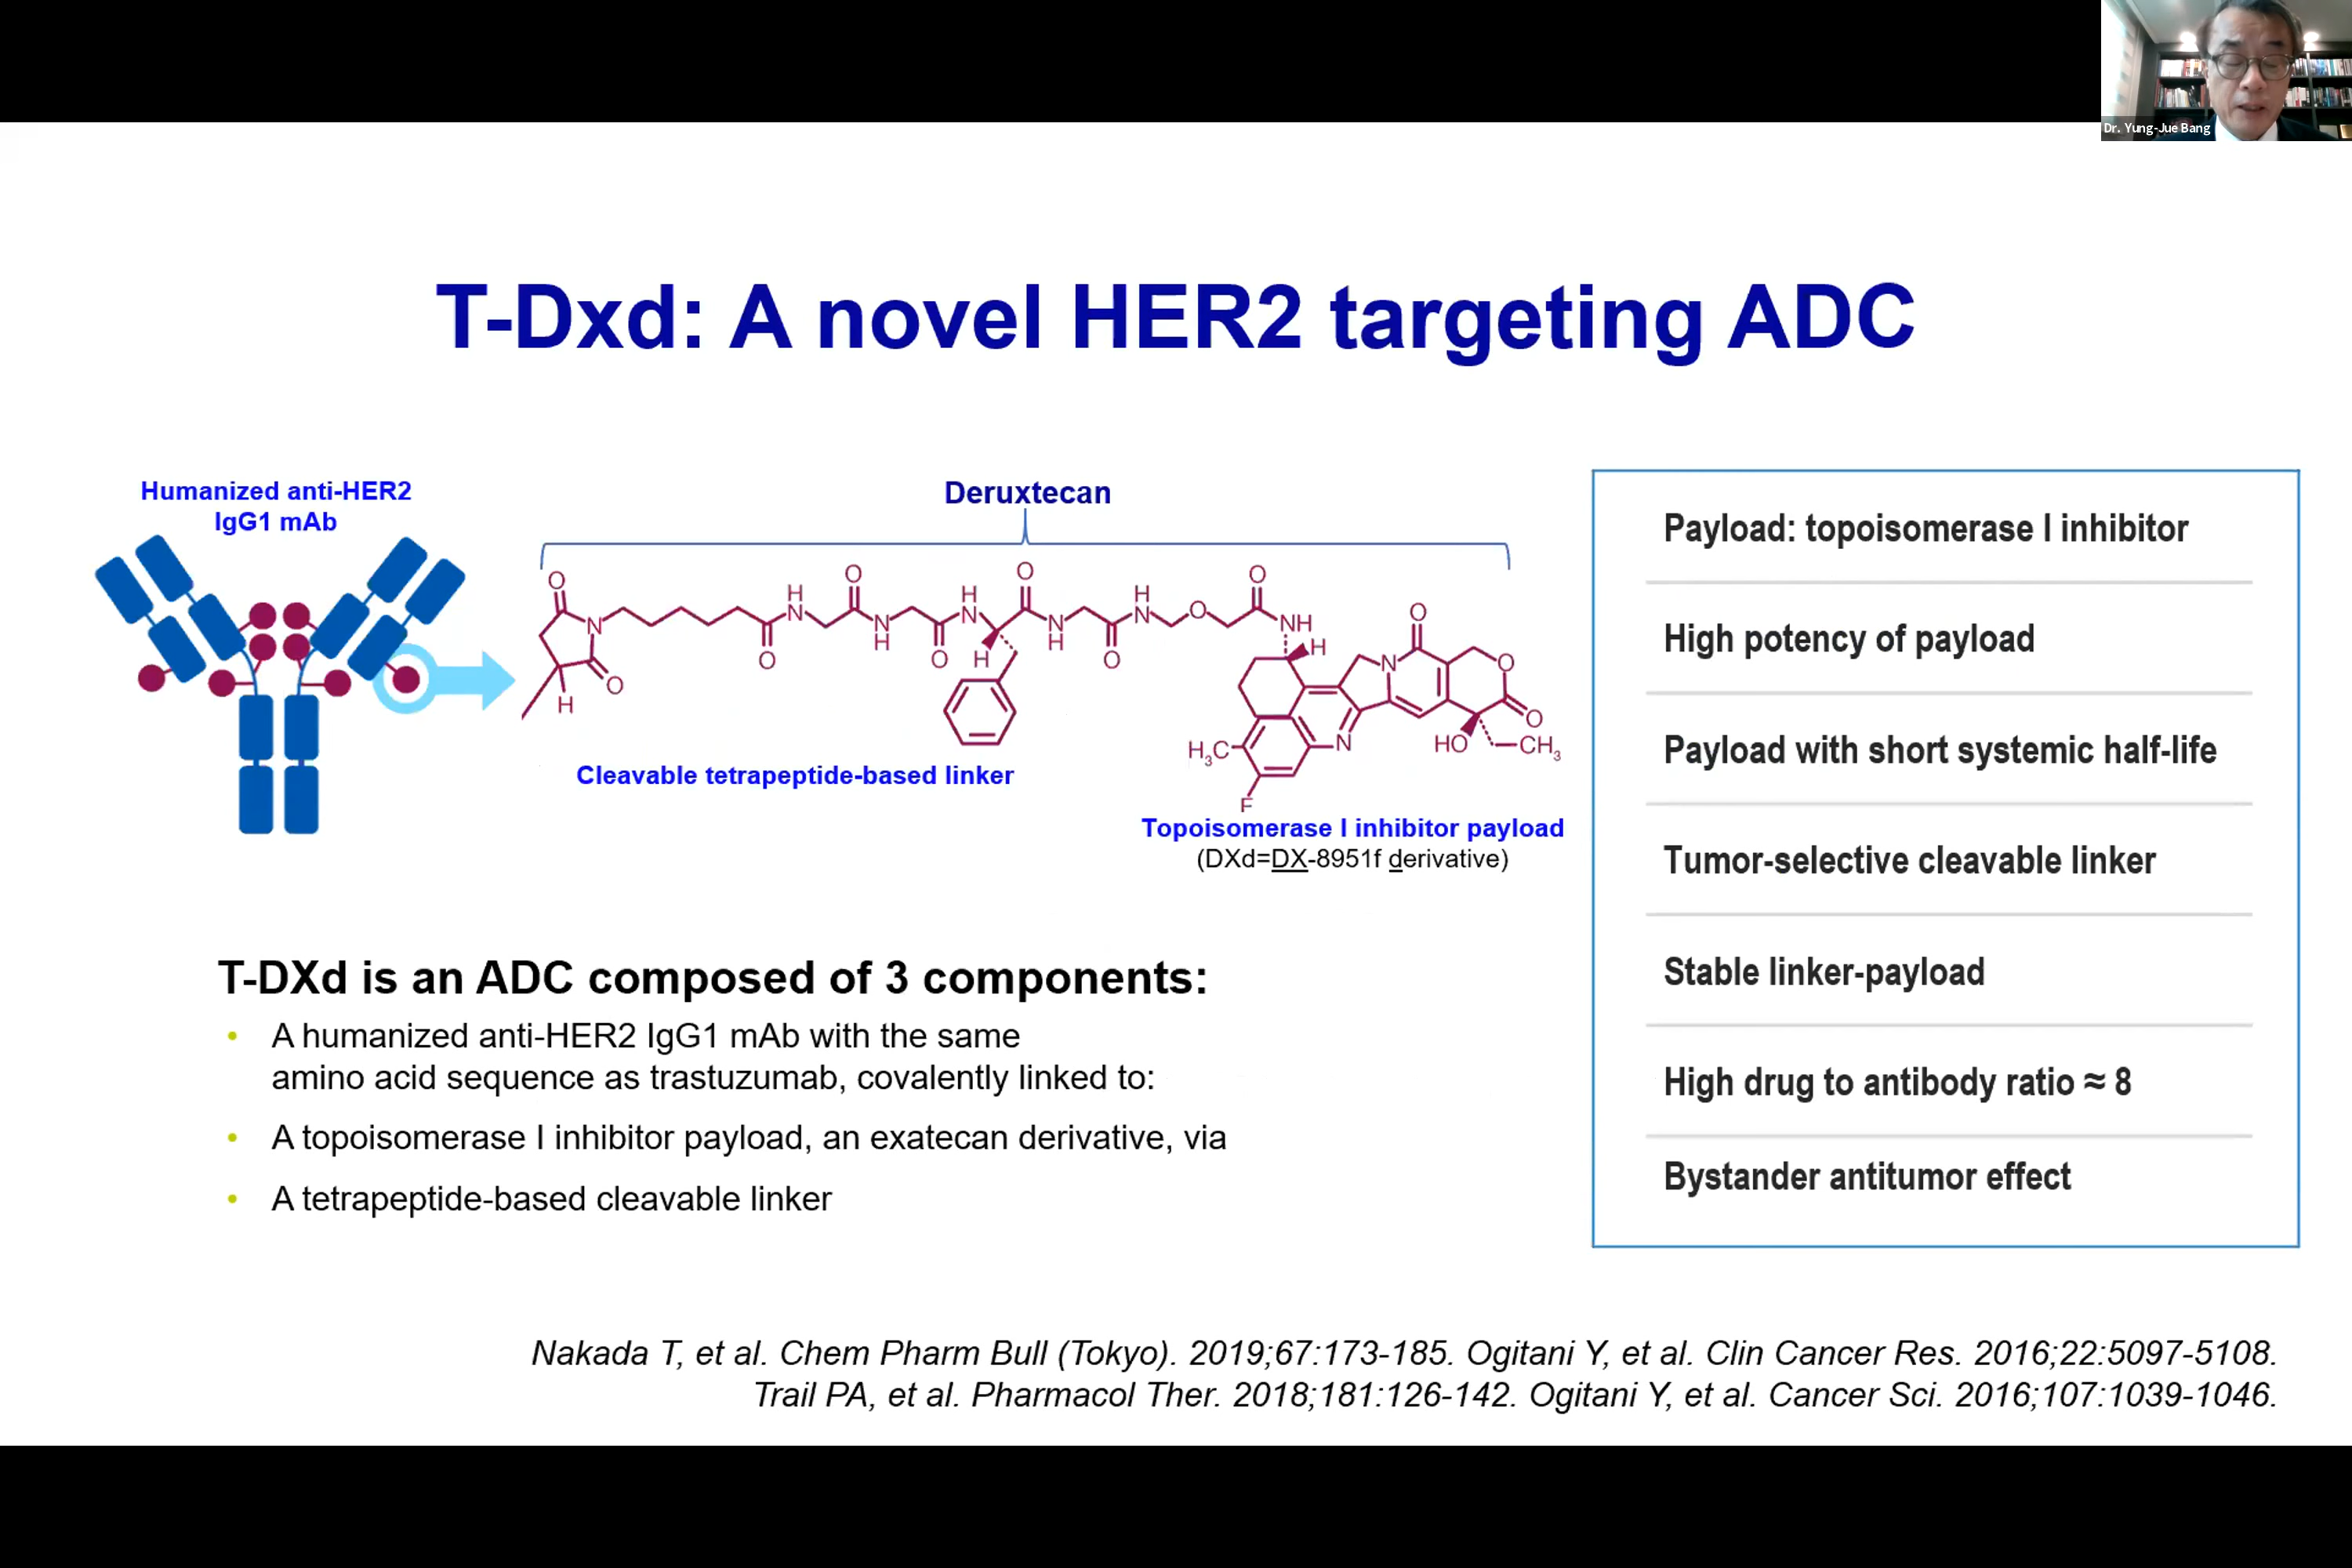 Dr. Yung-Jue Bang
T-Dxd: A novel HER2 targeting ADC
Humanized anti-HER2
IgG1 mAb
Deruxtecan
O
O
N
H
H
N
O
O
N
H
O
H
N
H
O
N
H
O
H
N
O
O
NH
H
Cleavable tetrapeptide-based linker
O
N
O
O
N
HO
CH3
H3C
F
Topoisomerase I inhibitor payload
(DXd=DX-8951f derivative)
Payload: topoisomerase I inhibitor
High potency of payload
Payload with short systemic half-life
Tumor-selective cleavable linker
Stable linker-payload
High drug to antibody ratio ≈ 8
Bystander antitumor effect
T-DXd is an ADC composed of 3 components:
• A humanized anti-HER2 IgG1 mAb with the same
amino acid sequence as trastuzumab, covalently linked to:
• A topoisomerase I inhibitor payload, an exatecan derivative, via
• A tetrapeptide-based cleavable linker
Nakada T, et al. Chem Pharm Bull (Tokyo). 2019;67:173-185. Ogitani Y, et al. Clin Cancer Res. 2016;22:5097-5108.
Trail PA, et al. Pharmacol Ther. 2018;181:126-142. Ogitani Y, et al. Cancer Sci. 2016;107:1039-1046.